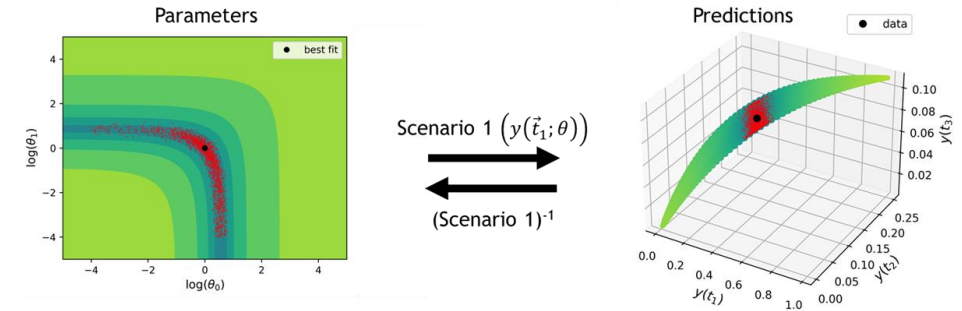 Parameters
best fit
4
2
0
−2
−4
log(θ₁)
−4 −2 0 2 4
log(θ₀)
Scenario 1 (y(t⃗₁; θ))
(Scenario 1)⁻¹
Predictions
data
0.10
0.08
0.06
0.04
0.02
y(t₃)
0.25
0.20
0.15
0.10
0.05
0.00
y(t₂)
0.0 0.2 0.4 0.6 0.8 1.0
y(t₁)